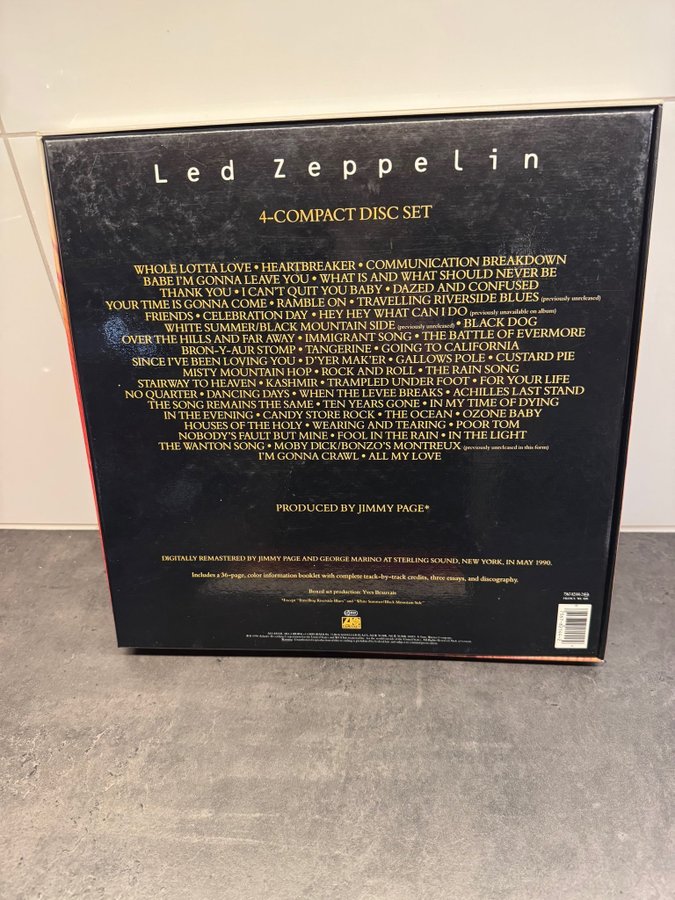 Led Zeppelin
4-COMPACT DISC SET
WHOLE LOTTA LOVE • HEARTBREAKER • COMMUNICATION BREAKDOWN
BABE I'M GONNA LEAVE YOU • WHAT IS AND WHAT SHOULD NEVER BE
THANK YOU • I CAN'T QUIT YOU BABY • DAZED AND CONFUSED
YOUR TIME IS GONNA COME • RAMBLE ON • TRAVELLING RIVERSIDE BLUES (previously unreleased)
FRIENDS • CELEBRATION DAY • HEY HEY WHAT CAN I DO (previously unavailable on album)
WHITE SUMMER/BLACK MOUNTAIN SIDE (previously unreleased) • BLACK DOG
OVER THE HILLS AND FAR AWAY • IMMIGRANT SONG • THE BATTLE OF EVERMORE
BRON-Y-AUR STOMP • TANGERINE • GOING TO CALIFORNIA
SINCE I'VE BEEN LOVING YOU • D'YER MAK'ER • GALLOWS POLE • CUSTARD PIE
MISTY MOUNTAIN HOP • ROCK AND ROLL • THE RAIN SONG
STAIRWAY TO HEAVEN • KASHMIR • TRAMPLED UNDER FOOT • FOR YOUR LIFE
NO QUARTER • DANCING DAYS • WHEN THE LEVEE BREAKS • ACHILLES LAST STAND
THE SONG REMAINS THE SAME • TEN YEARS GONE • IN MY TIME OF DYING
IN THE EVENING • CANDY STORE ROCK • THE OCEAN • OZONE BABY
HOUSES OF THE HOLY • WEARING AND TEARING • POOR TOM
NOBODY'S FAULT BUT MINE • FOOL IN THE RAIN • IN THE LIGHT
THE WANTON SONG • MOBY DICK/BONZO'S MONTREUX (previously unreleased in this form)
I'M GONNA CRAWL • ALL MY LOVE
PRODUCED BY JIMMY PAGE*
DIGITALLY REMASTERED BY JIMMY PAGE AND GEORGE MARINO AT STERLING SOUND, NEW YORK, IN MAY 1990.
Includes a 36-page, color information booklet with complete track-by-track credits, three essays, and discography.
Boxed set production: Yves Beauvais
*Except "Travelling Riverside Blues" and "White Summer/Black Mountain Side"